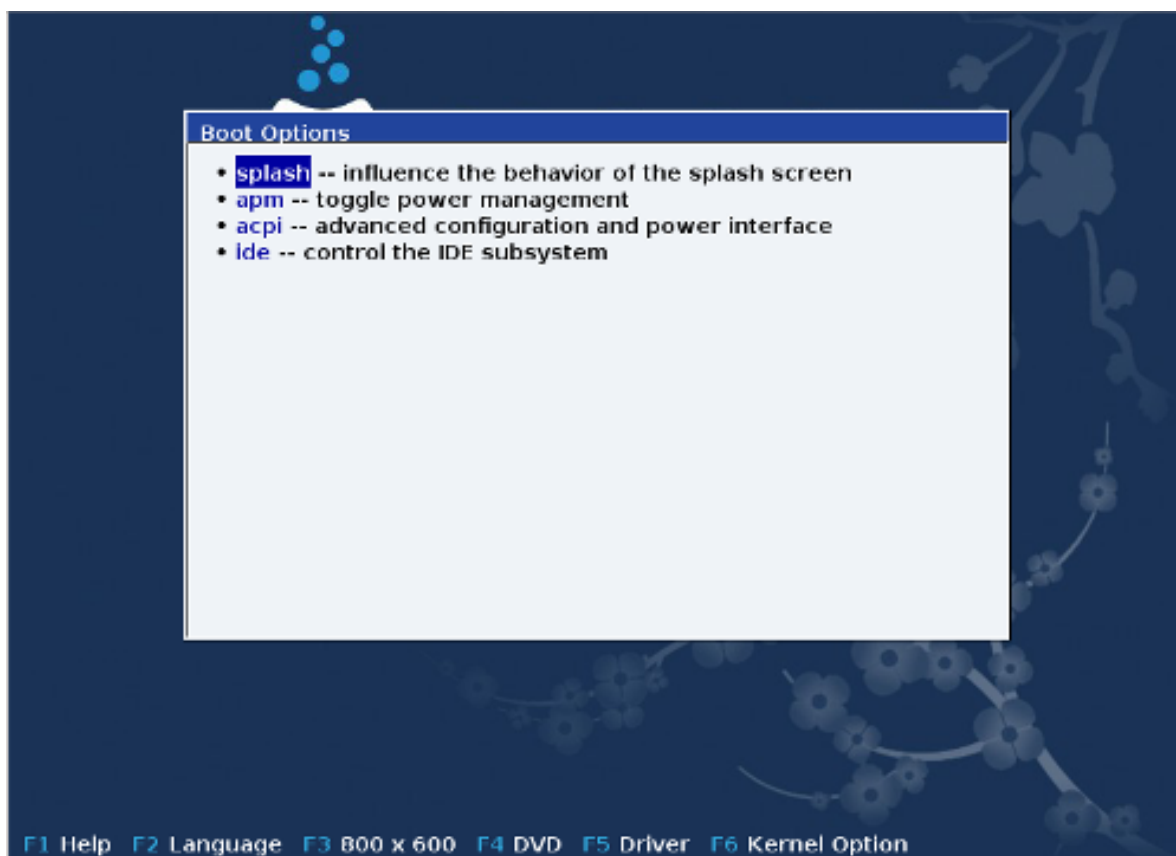 Boot Options
• splash -- influence the behavior of the splash screen
• apm -- toggle power management
• acpi -- advanced configuration and power interface
• ide -- control the IDE subsystem
F1 Help F2 Language F3 800 x 600 F4 DVD F5 Driver F6 Kernel Option